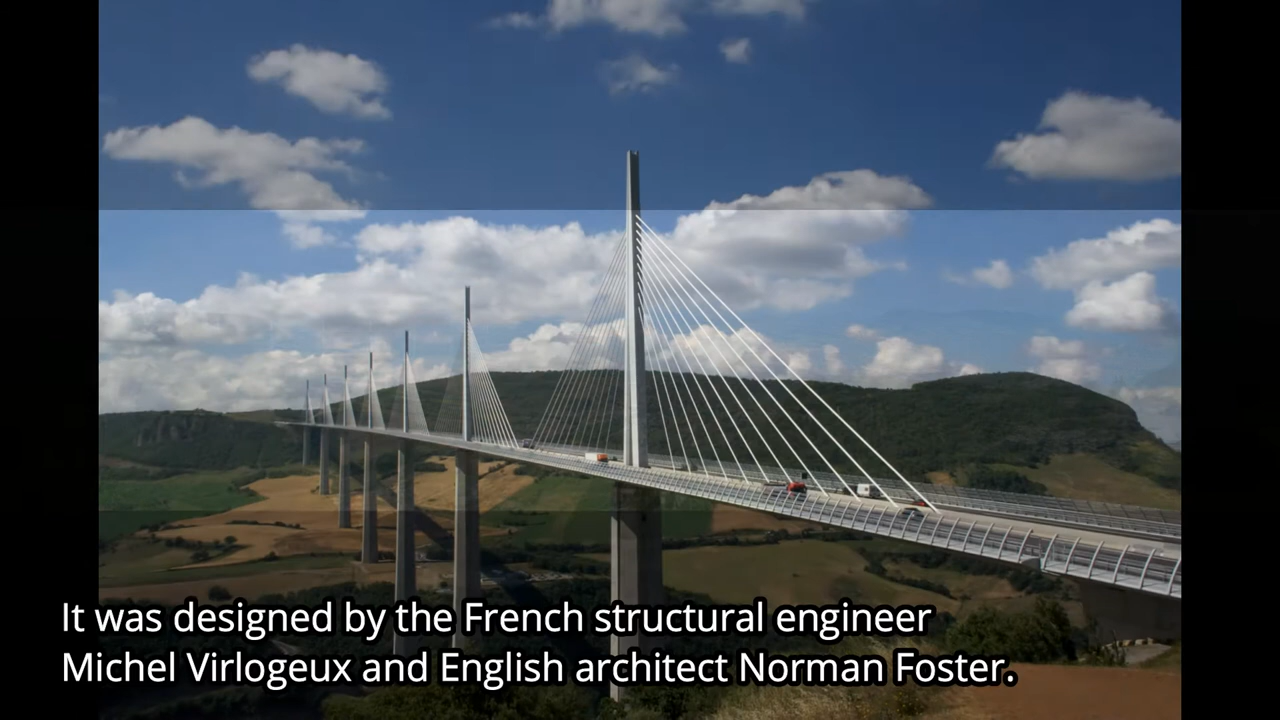 It was designed by the French structural engineer
Michel Virlogeux and English architect Norman Foster.